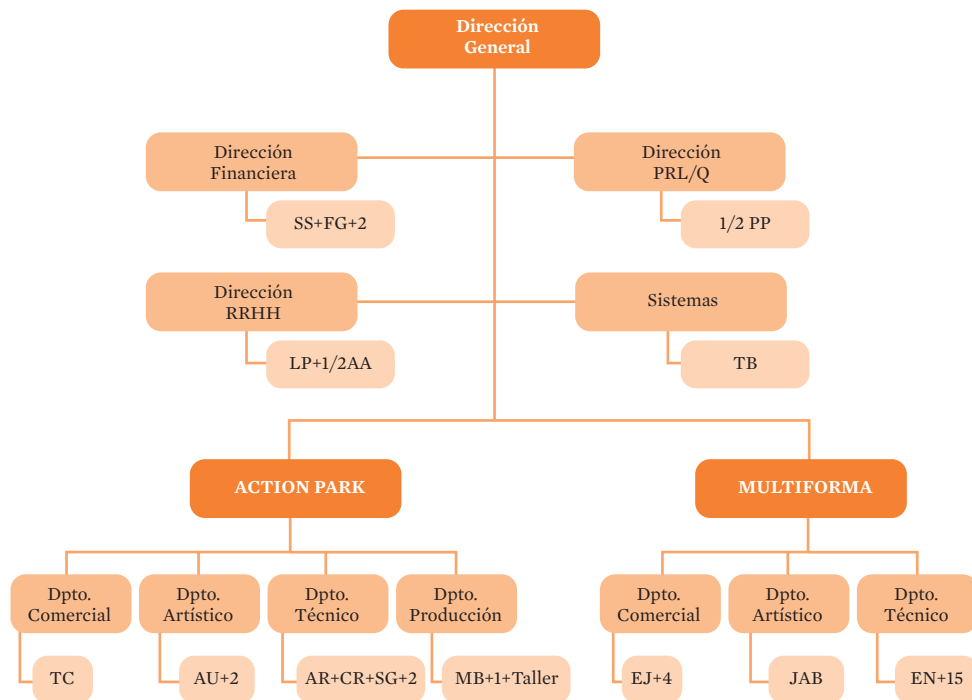 Dirección
General
Dirección
Financiera
Dirección
PRL/Q
SS+FG+2
1/2 PP
Dirección
RRHH
Sistemas
LP+1/2AA
TB
ACTION PARK
MULTIFORMA
Dpto.
Comercial
Dpto.
Artístico
Dpto.
Técnico
Dpto.
Producción
Dpto.
Comercial
Dpto.
Artístico
Dpto.
Técnico
TC
AU+2
AR+CR+SG+2
MB+1+Taller
EJ+4
JAB
EN+15